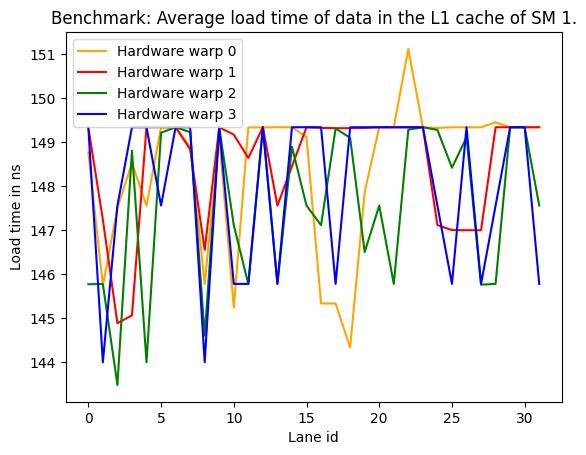 Benchmark: Average load time of data in the L1 cache of SM 1.
Hardware warp 0
Hardware warp 1
Hardware warp 2
Hardware warp 3
151
150
149
148
147
146
145
144
Load time in ns
0 5 10 15 20 25 30
Lane id